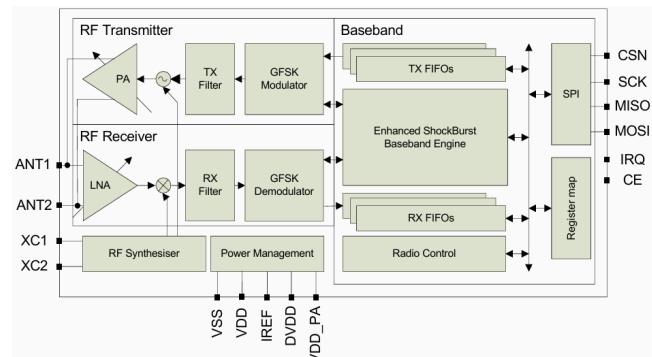 RF Transmitter
Baseband
PA
TX
Filter
GFSK
Modulator
TX FIFOs
SPI
CSN
SCK
MISO
MOSI
IRQ
CE
Enhanced ShockBurst
Baseband Engine
RF Receiver
ANT1
ANT2
LNA
RX
Filter
GFSK
Demodulator
RX FIFOs
Register map
XC1
XC2
RF Synthesiser
Power Management
Radio Control
VSS
VDD
IREF
DVDD
VDD_PA